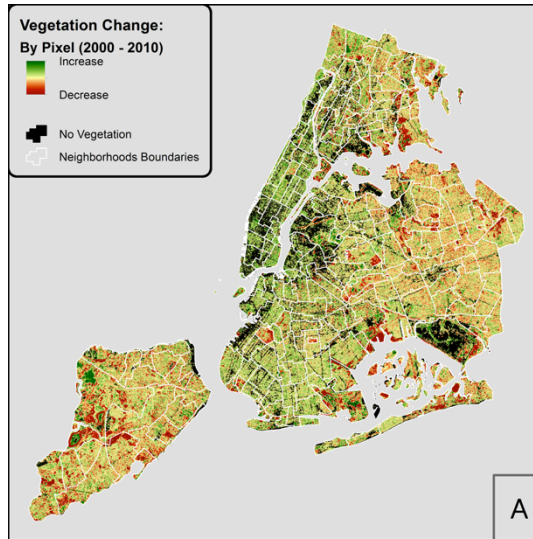 Vegetation Change:
By Pixel (2000 - 2010)
Increase
Decrease
No Vegetation
Neighborhoods Boundaries
A